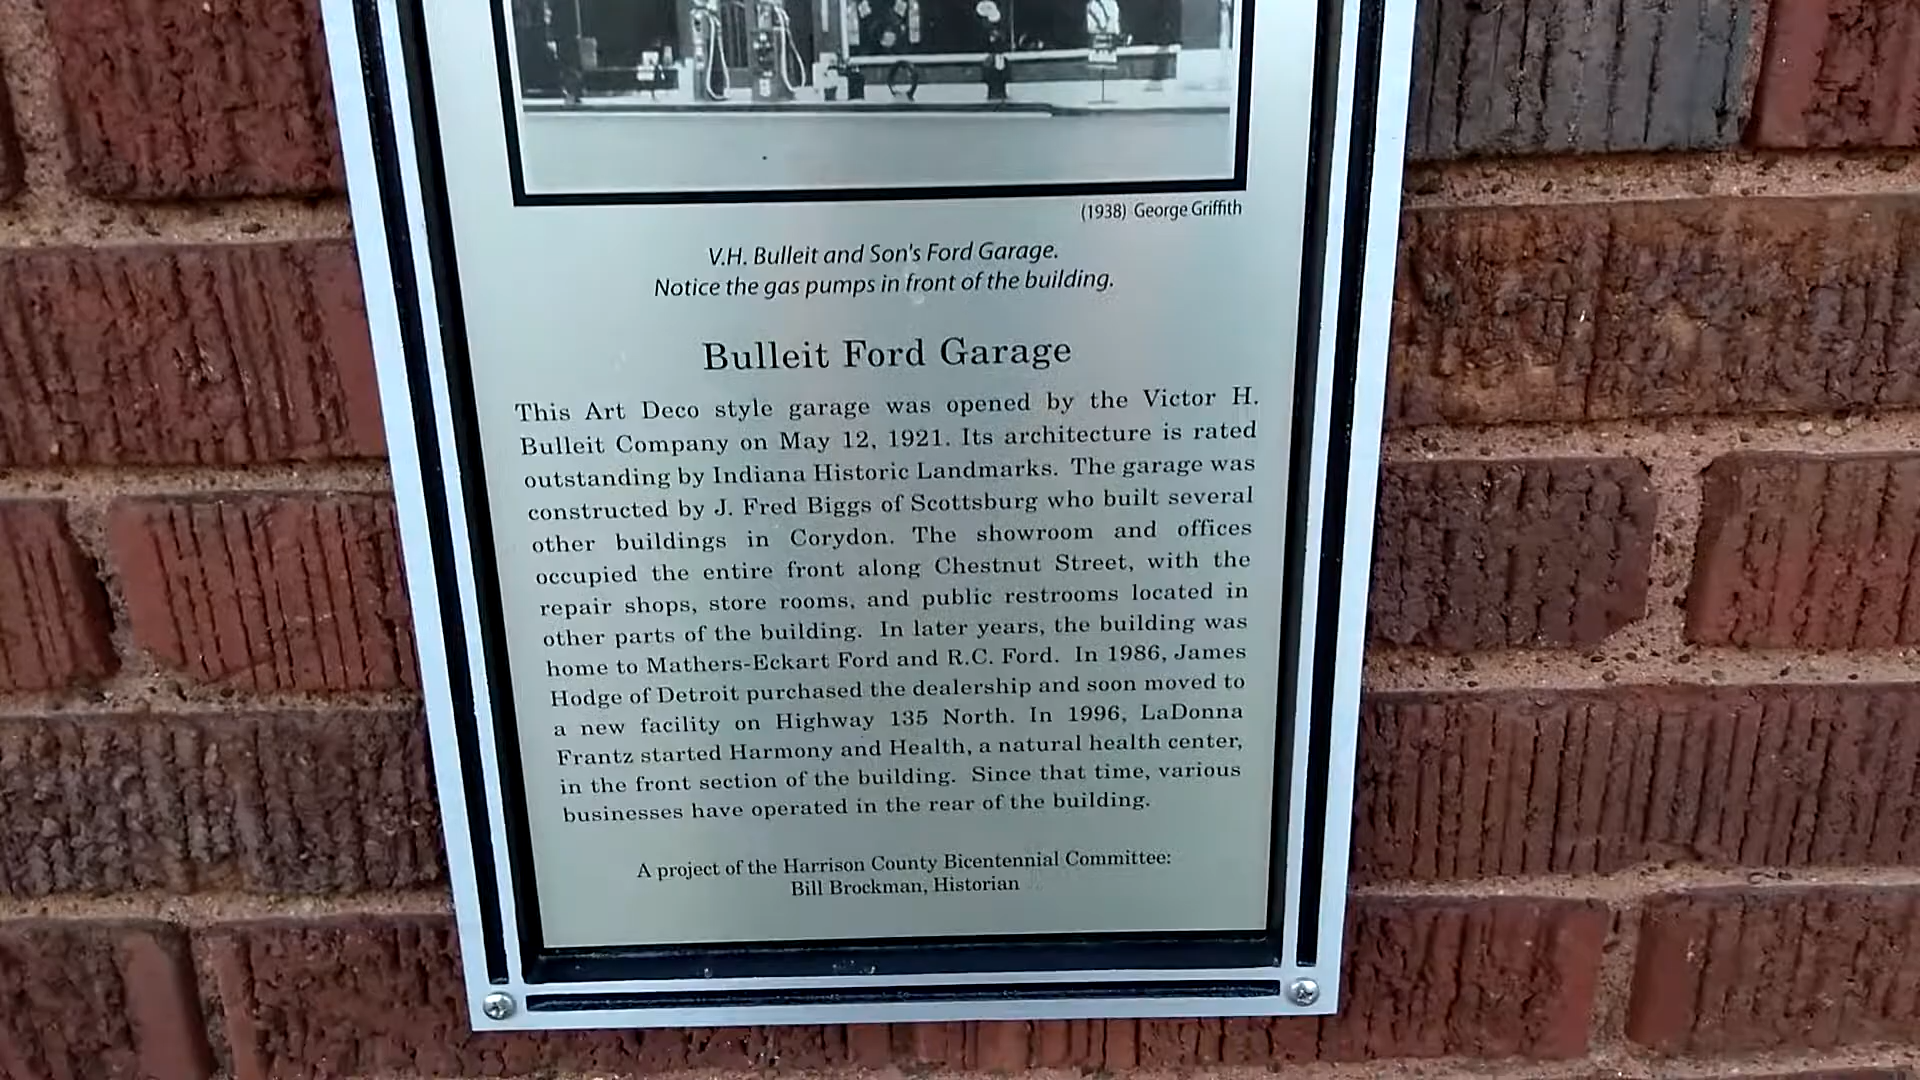 (1938) George Griffith
V.H. Bulleit and Son's Ford Garage.
Notice the gas pumps in front of the building.
Bulleit Ford Garage
This Art Deco style garage was opened by the Victor H.
Bulleit Company on May 12, 1921. Its architecture is rated
outstanding by Indiana Historic Landmarks. The garage was
constructed by J. Fred Biggs of Scottsburg who built several
other buildings in Corydon. The showroom and offices
occupied the entire front along Chestnut Street, with the
repair shops, store rooms, and public restrooms located in
other parts of the building. In later years, the building was
home to Mathers-Eckart Ford and R.C. Ford. In 1986, James
Hodge of Detroit purchased the dealership and soon moved to
a new facility on Highway 135 North. In 1996, LaDonna
Frantz started Harmony and Health, a natural health center,
in the front section of the building. Since that time, various
businesses have operated in the rear of the building.
A project of the Harrison County Bicentennial Committee:
Bill Brockman, Historian